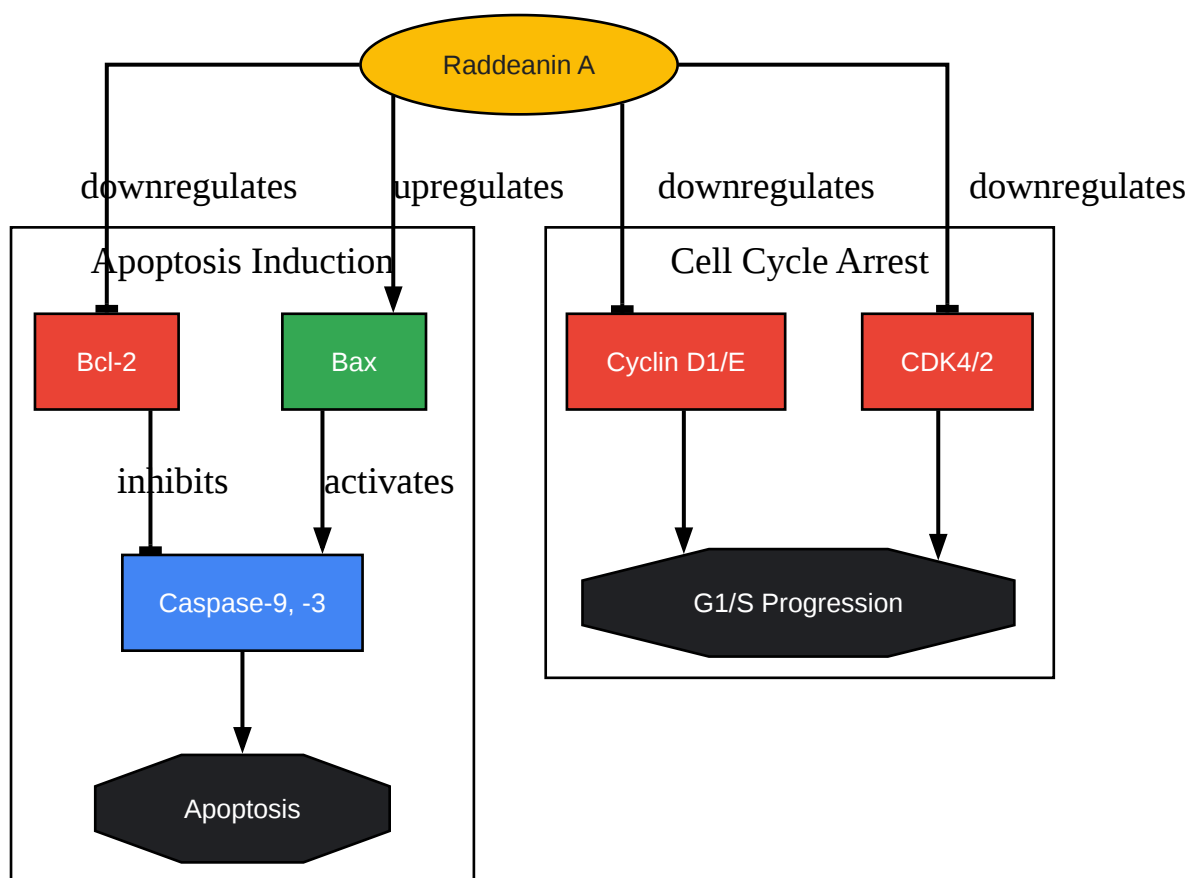 Raddeanin A
downregulates
upregulates
downregulates
downregulates
Apoptosis Induction
Cell Cycle Arrest
Bcl-2
Bax
Cyclin D1/E
CDK4/2
inhibits
activates
Caspase-9, -3
G1/S Progression
Apoptosis